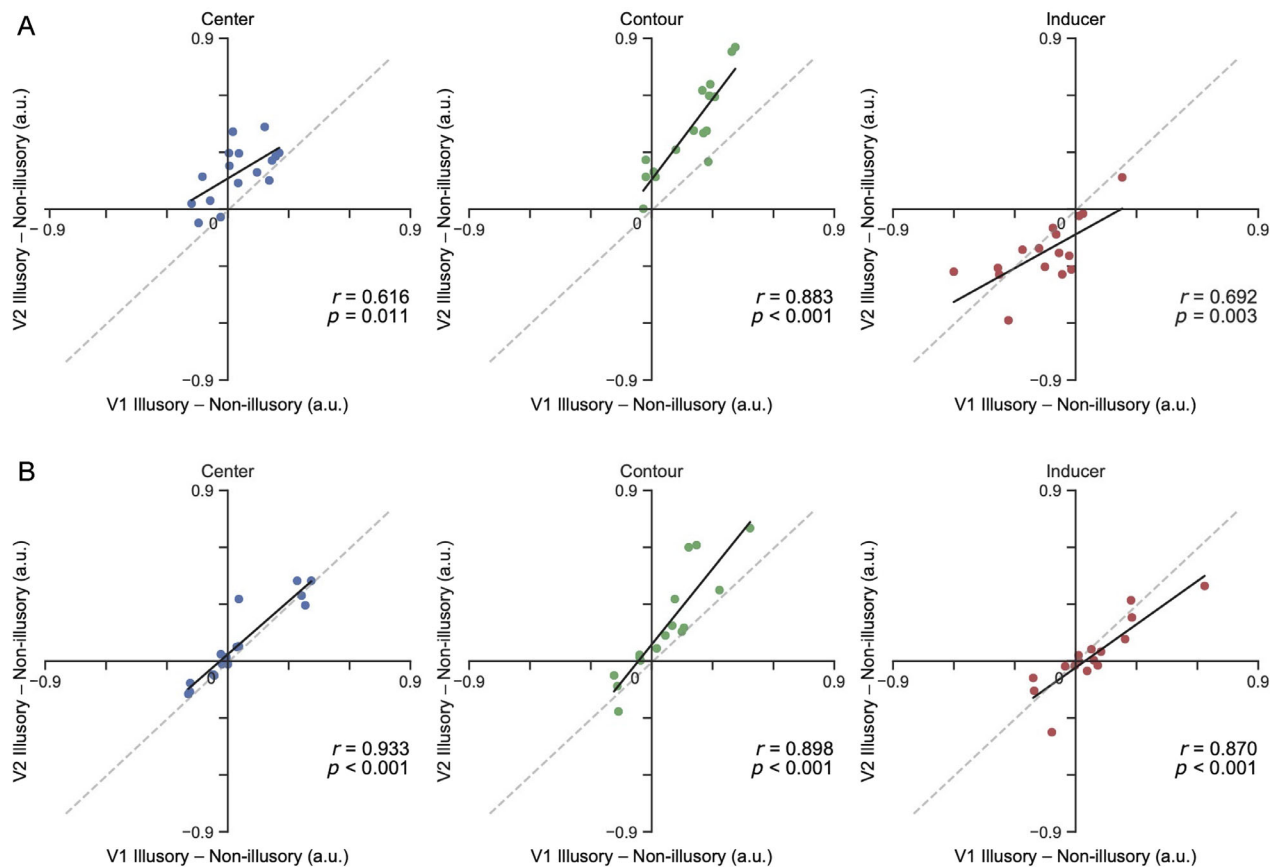 A
Center
0.9
V2 Illusory – Non-illusory (a.u.)
–0.9
0
0.9
r = 0.616
p = 0.011
–0.9
V1 Illusory – Non-illusory (a.u.)
Contour
0.9
V2 Illusory – Non-illusory (a.u.)
–0.9
0
0.9
r = 0.883
p < 0.001
–0.9
V1 Illusory – Non-illusory (a.u.)
Inducer
0.9
V2 Illusory – Non-illusory (a.u.)
–0.9
0
0.9
r = 0.692
p = 0.003
–0.9
V1 Illusory – Non-illusory (a.u.)
B
Center
0.9
V2 Illusory – Non-illusory (a.u.)
–0.9
0
0.9
r = 0.933
p < 0.001
–0.9
V1 Illusory – Non-illusory (a.u.)
Contour
0.9
V2 Illusory – Non-illusory (a.u.)
–0.9
0
0.9
r = 0.898
p < 0.001
–0.9
V1 Illusory – Non-illusory (a.u.)
Inducer
0.9
V2 Illusory – Non-illusory (a.u.)
–0.9
0
0.9
r = 0.870
p < 0.001
–0.9
V1 Illusory – Non-illusory (a.u.)